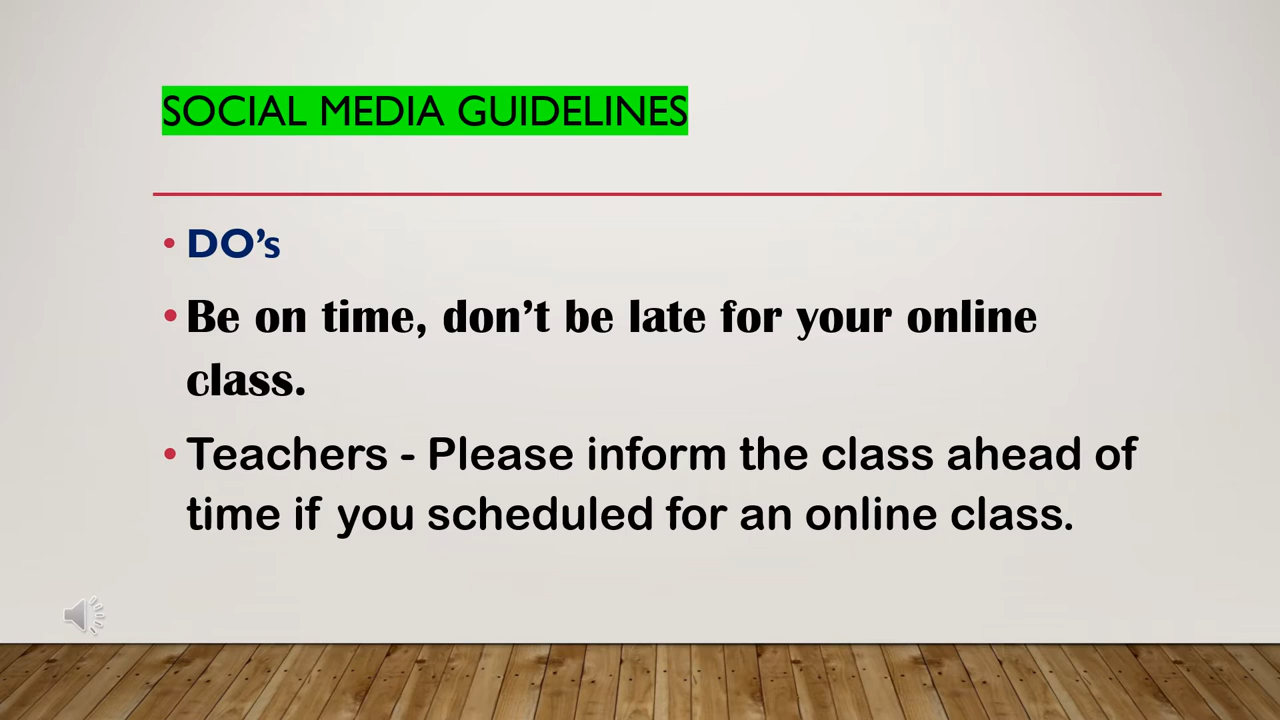 SOCIAL MEDIA GUIDELINES
• DO’s
• Be on time, don’t be late for your online
class.
• Teachers - Please inform the class ahead of
time if you scheduled for an online class.